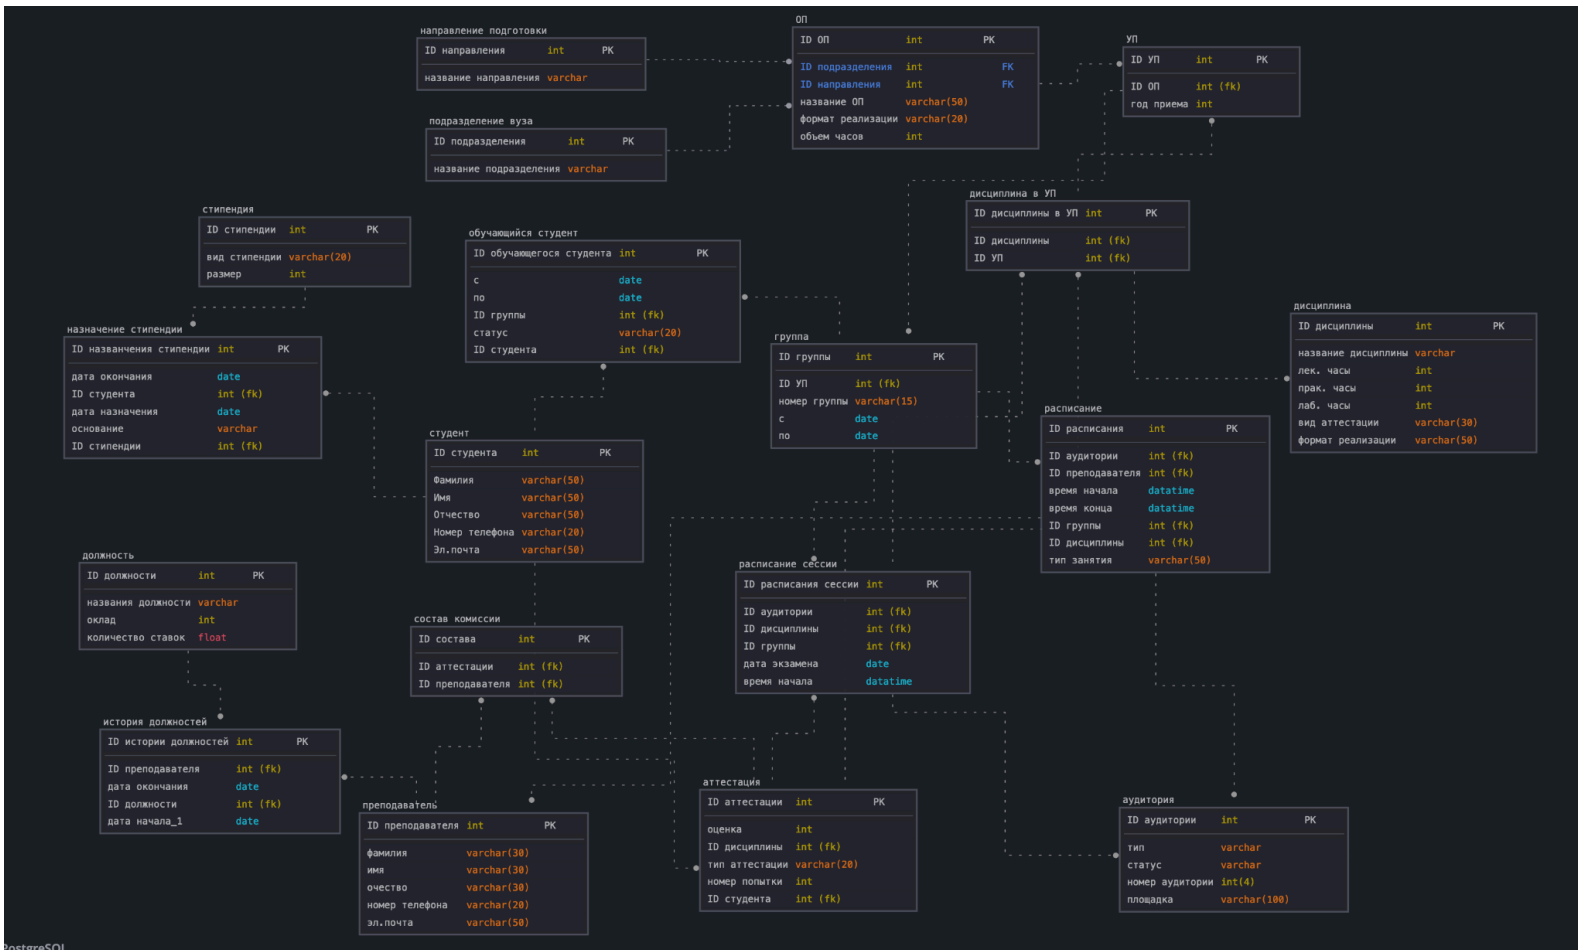 направление подготовки
ID направления int PK
название направления varchar
подразделение вуза
ID подразделения int PK
название подразделения varchar
ОП
ID ОП int PK
ID подразделения int FK
ID направления int FK
название ОП varchar(50)
формат реализации varchar(20)
объем часов int
УП
ID УП int PK
ID ОП int (fk)
год приема int
стипендия
ID стипендии int PK
вид стипендии varchar(20)
размер int
обучающийся студент
ID обучающегося студента int PK
с date
по date
ID группы int (fk)
статус varchar(20)
ID студента int (fk)
дисциплина в УП
ID дисциплины в УП int PK
ID дисциплины int (fk)
ID УП int (fk)
назначение стипендии
ID названчения стипендии int PK
дата окончания date
ID студента int (fk)
дата назначения date
основание varchar
ID стипендии int (fk)
группа
ID группы int PK
ID УП int (fk)
номер группы varchar(15)
с date
по date
дисциплина
ID дисциплины int PK
название дисциплины varchar
лек. часы int
прак. часы int
лаб. часы int
вид аттестации varchar(30)
формат реализации varchar(50)
студент
ID студента int PK
Фамилия varchar(50)
Имя varchar(50)
Отчество varchar(50)
Номер телефона varchar(20)
Эл.почта varchar(50)
расписание
ID расписания int PK
ID аудитории int (fk)
ID преподавателя int (fk)
время начала datatime
время конца datatime
ID группы int (fk)
ID дисциплины int (fk)
тип занятия varchar(50)
должность
ID должности int PK
названия должности varchar
оклад int
количество ставок float
состав комиссии
ID состава int PK
ID аттестации int (fk)
ID преподавателя int (fk)
расписание сессии
ID расписания сессии int PK
ID аудитории int (fk)
ID дисциплины int (fk)
ID группы int (fk)
дата экзамена date
время начала datatime
история должностей
ID истории должностей int PK
ID преподавателя int (fk)
дата окончания date
ID должности int (fk)
дата начала_1 date
преподаватель
ID преподавателя int PK
фамилия varchar(30)
имя varchar(30)
очество varchar(30)
номер телефона varchar(20)
эл.почта varchar(50)
аттестация
ID аттестации int PK
оценка int
ID дисциплины int (fk)
тип аттестации varchar(20)
номер попытки int
ID студента int (fk)
аудитория
ID аудитории int PK
тип varchar
статус varchar
номер аудитории int(4)
площадка varchar(100)
PostgreSQL